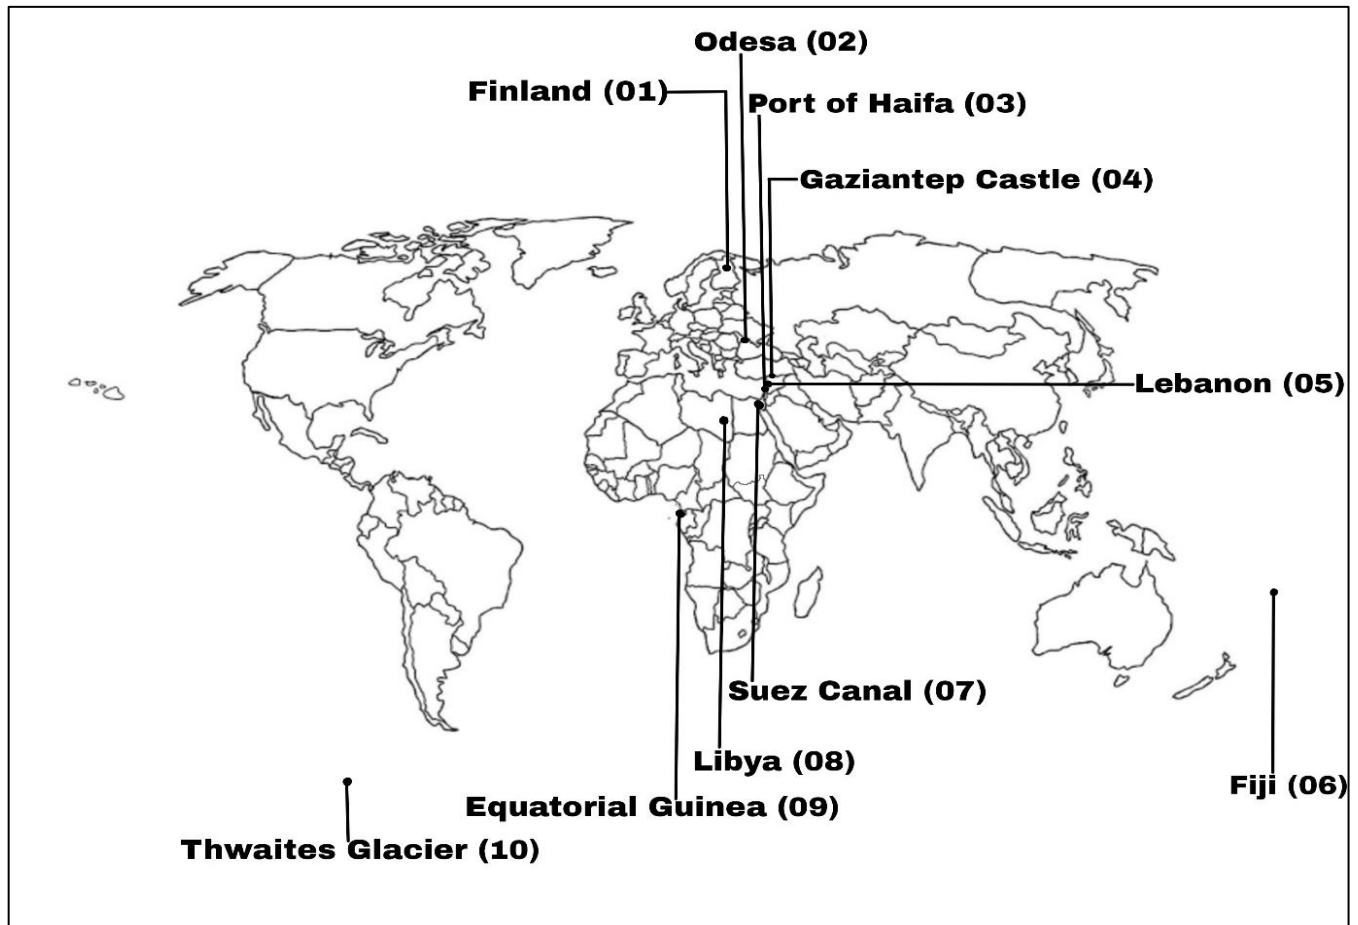 Odesa (02)
Finland (01)
Port of Haifa (03)
Gaziantep Castle (04)
Lebanon (05)
Suez Canal (07)
Libya (08)
Fiji (06)
Equatorial Guinea (09)
Thwaites Glacier (10)